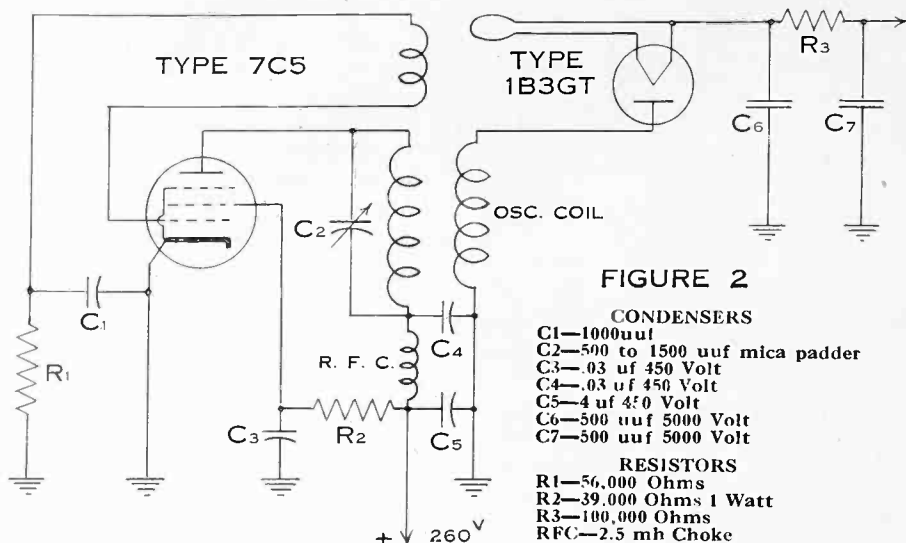 TYPE 7C5
TYPE
1B3GT
R3
C6
C7
C2
OSC. COIL
C1
R1
R. F. C.
C4
C3
R2
C5
+ 260V
FIGURE 2
CONDENSERS
C1—1000uuf
C2—500 to 1500 uuf mica padder
C3—.03 uf 450 Volt
C4—.03 uf 450 Volt
C5—4 uf 450 Volt
C6—500 uuf 5000 Volt
C7—500 uuf 5000 Volt
RESISTORS
R1—56,000 Ohms
R2—39,000 Ohms 1 Watt
R3—100,000 Ohms
RFC—2.5 mh Choke